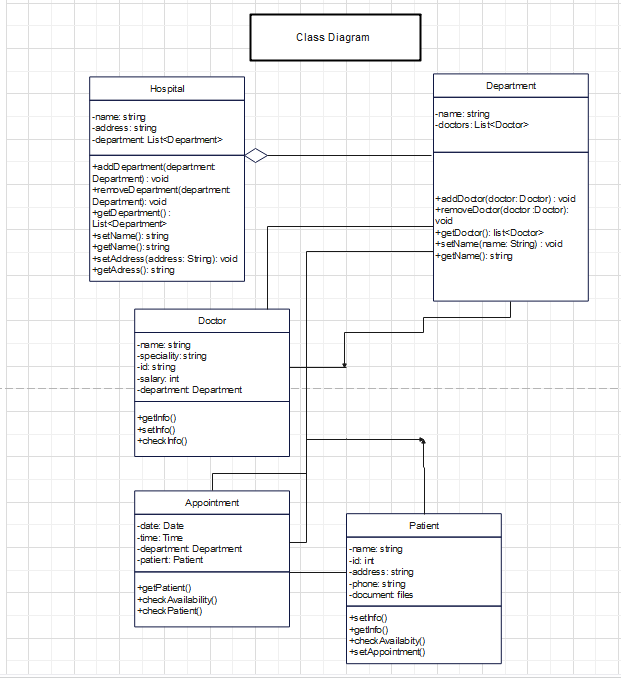 Class Diagram
Hospital
-name: string
-address: string
-department: List<Department>
+addDepartment(department:
Department) : void
+removeDepartment(department:
Department): void
+getDepartment() :
List<Department>
+setName(): string
+getName(): string
+setAddress(address: String): void
+getAdress(): string
Department
-name: string
-doctors: List<Doctor>
+addDoctor(doctor: Doctor) : void
+removeDoctor(doctor :Doctor):
void
+getDoctor(): list<Doctor>
+setName(name: String) : void
+getName(): string
Doctor
-name: string
-speciality: string
-id: string
-salary: int
-department: Department
+getInfo()
+setInfo()
+checkInfo()
Appointment
-date: Date
-time: Time
-department: Department
-patient: Patient
+getPatient()
+checkAvailability()
+checkPatient()
Patient
-name: string
-id: int
-address: string
-phone: string
-document: files
+setInfo()
+getInfo()
+checkAvailabity()
+setAppointment()